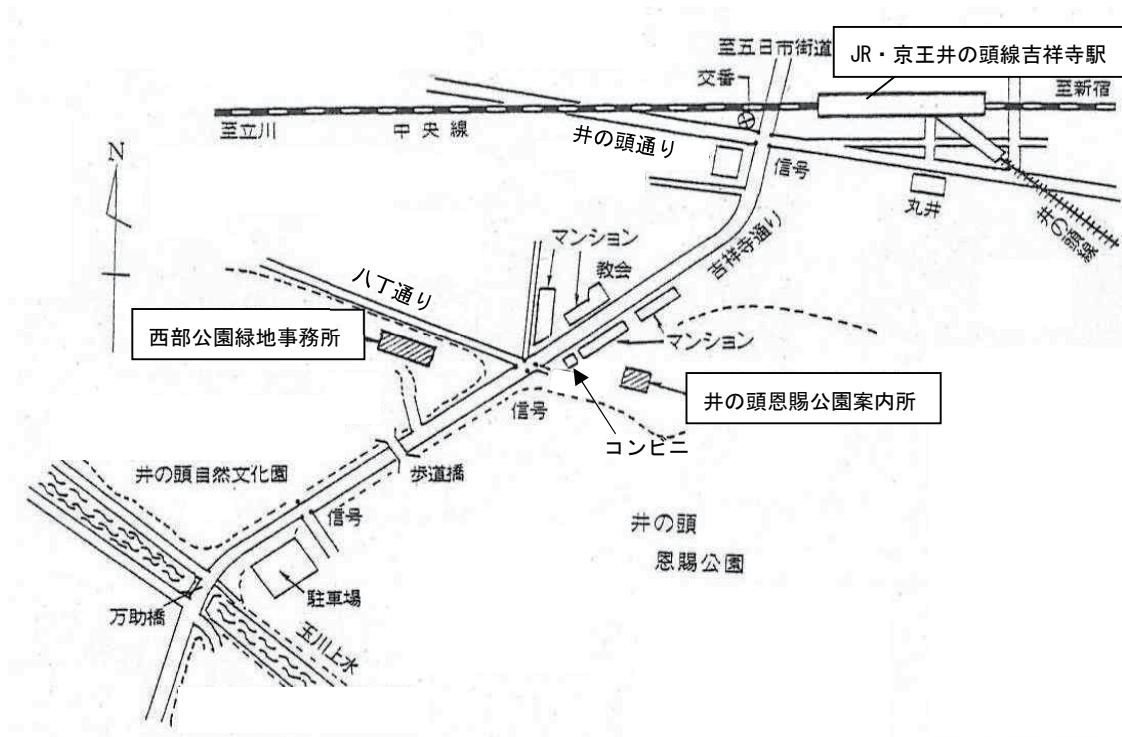 至五日市街道
JR・京王井の頭線吉祥寺駅
交番
至新宿
至立川
中央線
井の頭通り
信号
丸井
井の頭線
N
吉祥寺通り
マンション
教会
八丁通り
西部公園緑地事務所
マンション
井の頭恩賜公園案内所
信号
コンビニ
歩道橋
井の頭自然文化園
信号
井の頭
恩賜公園
駐車場
万助橋
玉川上水